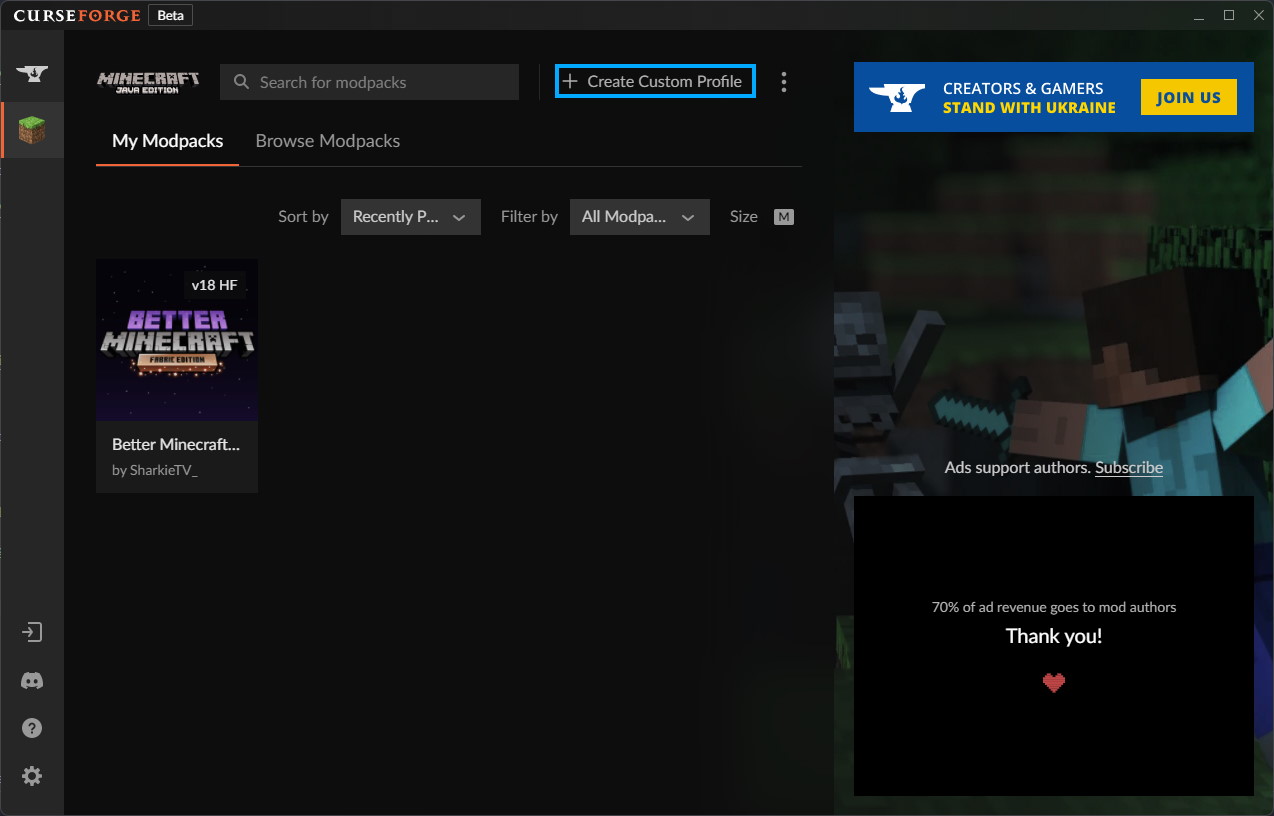 CURSEFORGE Beta
MINECRAFT
JAVA EDITION
Search for modpacks
Create Custom Profile
My Modpacks
Browse Modpacks
Sort by
Recently P...
Filter by
All Modpa...
Size
M
v18 HF
BETTER
MINECRAFT
FABRIC EDITION
Better Minecraft...
by SharkieTV_
CREATORS & GAMERS
STAND WITH UKRAINE
JOIN US
Ads support authors. Subscribe
70% of ad revenue goes to mod authors
Thank you!